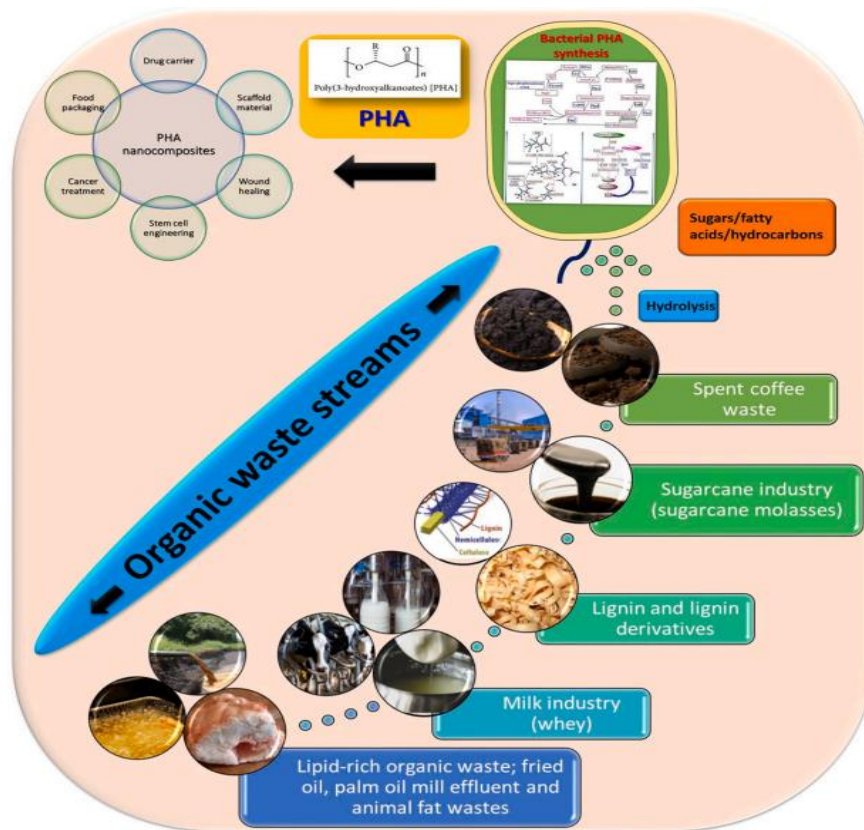 Drug carrier
Food
packaging
Scaffold
material
PHA
nanocomposites
Cancer
treatment
Wound
healing
Stem cell
engineering
R
O
O
n
Poly(3-hydroxyalkanoates) [PHA]
PHA
Bacterial PHA
synthesis
Sugars/fatty
acids/hydrocarbons
Hydrolysis
Organic waste streams
Spent coffee
waste
Sugarcane industry
(sugarcane molasses)
Lignin
Cellulose
Lignin and lignin
derivatives
Milk industry
(whey)
Lipid-rich organic waste; fried
oil, palm oil mill effluent and
animal fat wastes